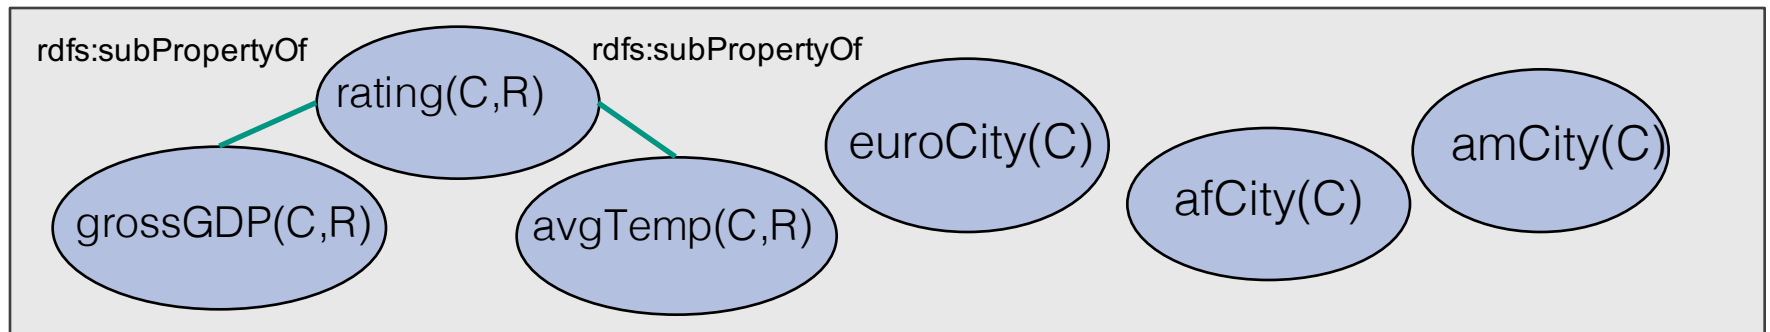 rdfs:subPropertyOf
rdfs:subPropertyOf
rating(C,R)
grossGDP(C,R)
avgTemp(C,R)
euroCity(C)
afCity(C)
amCity(C)